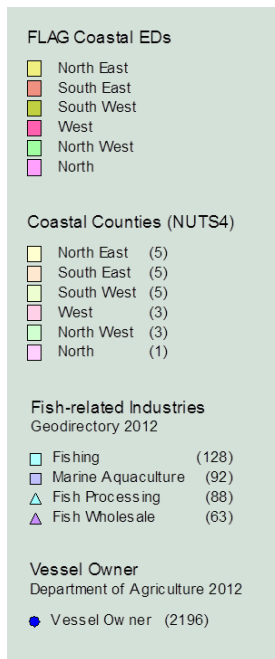 FLAG Coastal EDs
North East
South East
South West
West
North West
North
Coastal Counties (NUTS4)
North East (5)
South East (5)
South West (5)
West (3)
North West (3)
North (1)
Fish-related Industries
Geodirectory 2012
Fishing (128)
Marine Aquaculture (92)
Fish Processing (88)
Fish Wholesale (63)
Vessel Owner
Department of Agriculture 2012
Vessel Owner (2196)